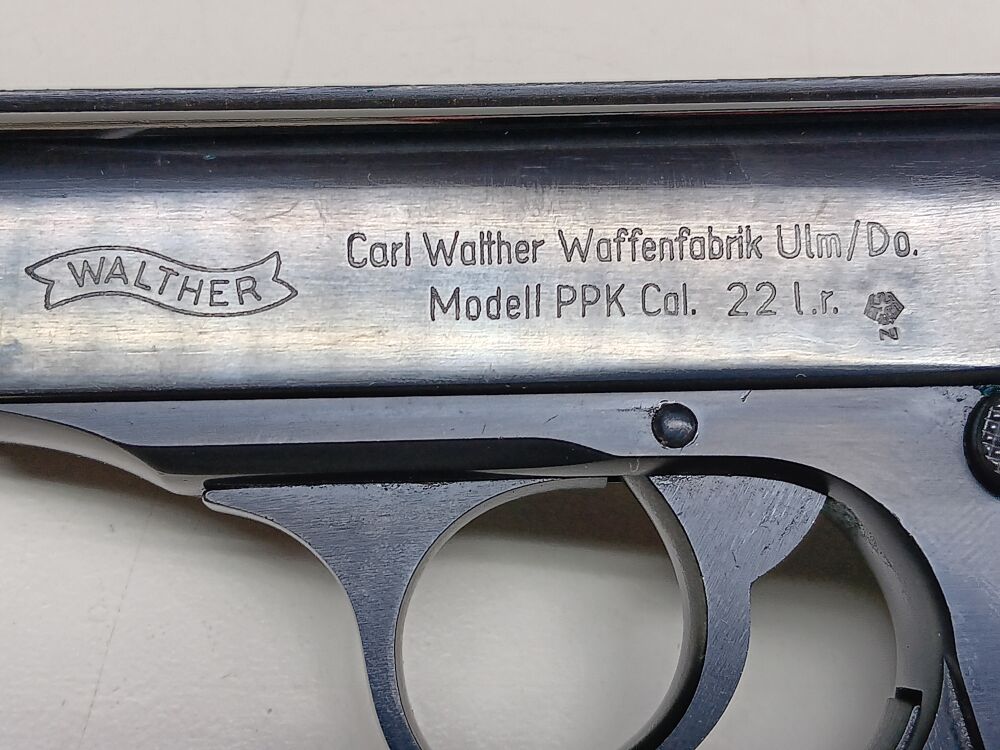 WALTHER
Carl Walther Waffenfabrik Ulm/Do.
Modell PPK Cal. 22 l.r.